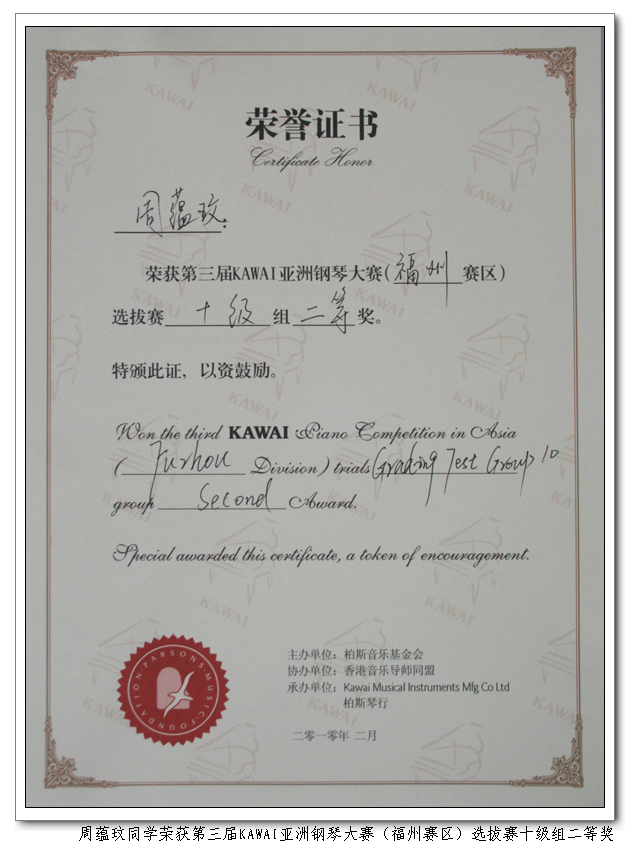 荣誉证书
Certificate Honor
周蕴玫:
荣获第三届KAWAI亚洲钢琴大赛(福州赛区)
选拔赛十级组二等奖。
特颁此证，以资鼓励。
Won the third KAWAI Piano Competition in Asia
(Fuzhou Division) trials Grading Test Group 10
group Second Award.
Special awarded this certificate, a token of encouragement.
PARSONS MUSIC FOUNDATION
主办单位：柏斯音乐基金会
协办单位：香港音乐导师同盟
承办单位：Kawai Musical Instruments Mfg Co Ltd
柏斯琴行
二零一零年 二月
周蕴玟同学荣获第三届KAWAI亚洲钢琴大赛（福州赛区）选拔赛十级组二等奖